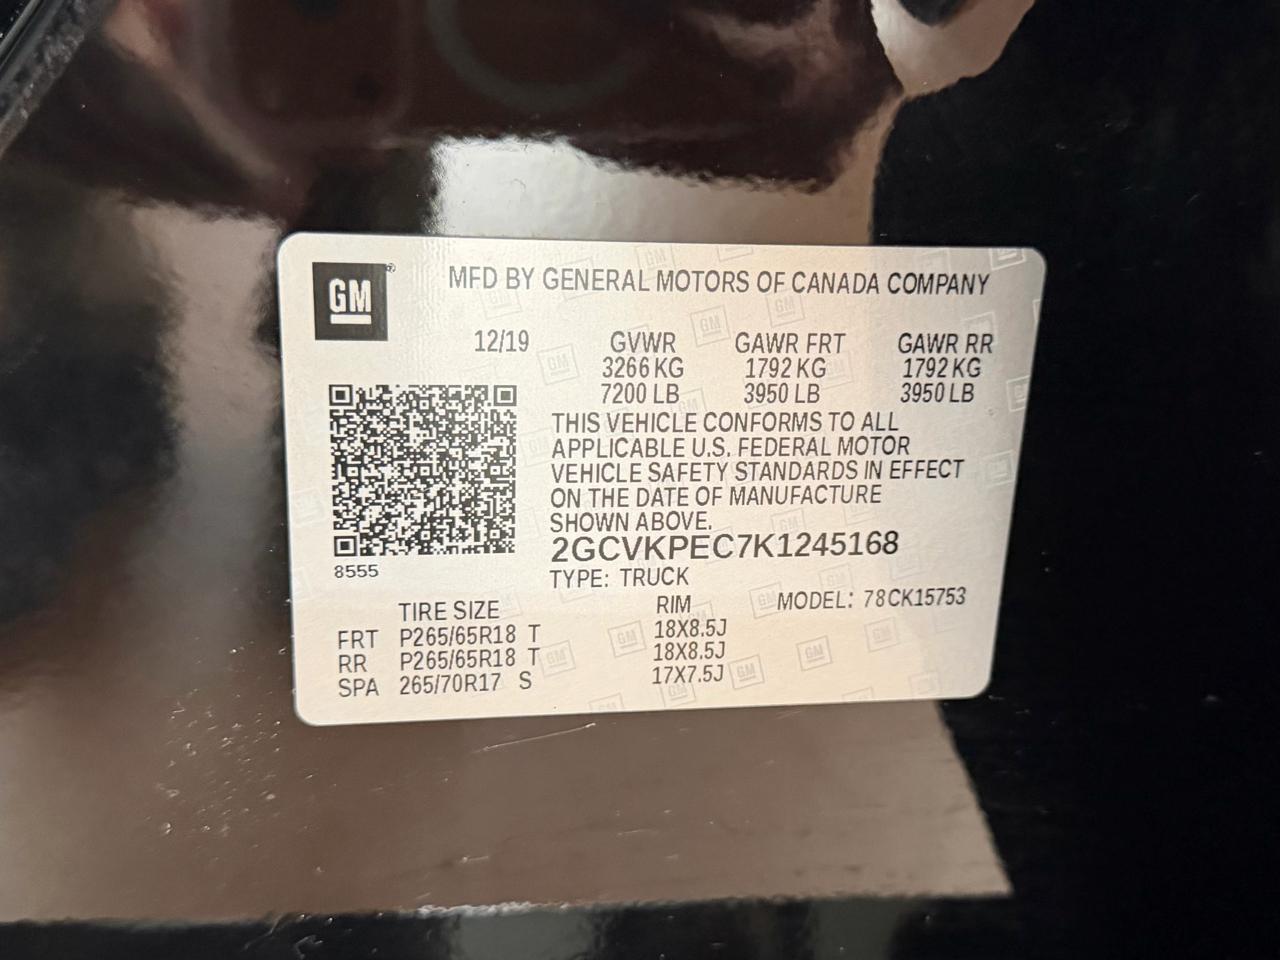 GM
MFD BY GENERAL MOTORS OF CANADA COMPANY
12/19 GVWR GAWR FRT GAWR RR
3266 KG 1792 KG 1792 KG
7200 LB 3950 LB 3950 LB
THIS VEHICLE CONFORMS TO ALL
APPLICABLE U.S. FEDERAL MOTOR
VEHICLE SAFETY STANDARDS IN EFFECT
ON THE DATE OF MANUFACTURE
SHOWN ABOVE.
2GCVKPEC7K1245168
8555
TYPE: TRUCK
TIRE SIZE RIM MODEL: 78CK15753
FRT P265/65R18 T 18X8.5J
RR P265/65R18 T 18X8.5J
SPA 265/70R17 S 17X7.5J